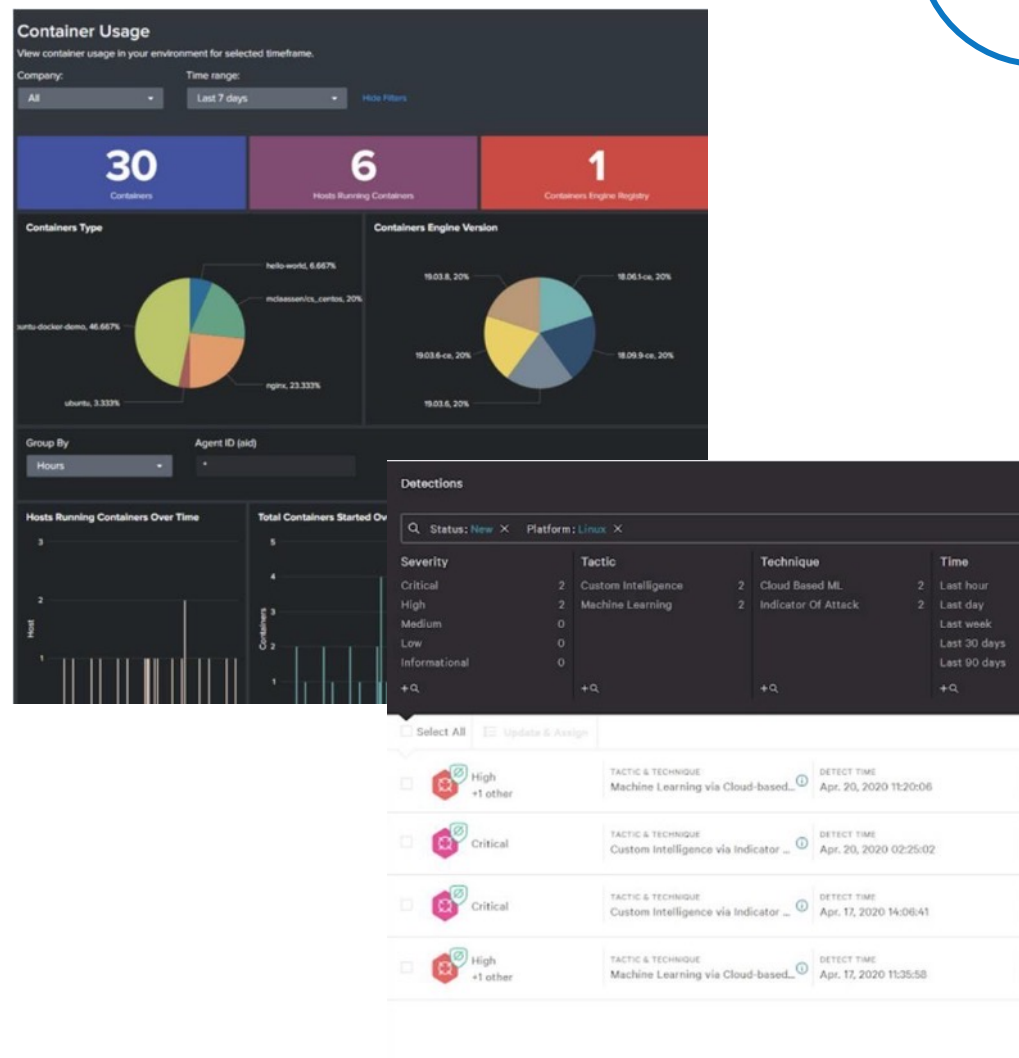 Container Usage
View container usage in your environment for selected timeframe.
Company:
Time range:
All
Last 7 days
Hide Filters
30
Containers
6
Hosts Running Containers
1
Containers Engine Registry
Containers Type
hello-world, 6.667%
mclaassen/cs_centos, 20%
untu-docker-demo, 46.667%
nginx, 23.333%
ubuntu, 3.333%
Containers Engine Version
19.03.8, 20%
18.06.1-ce, 20%
19.03.6-ce, 20%
18.09.9-ce, 20%
19.03.6, 20%
Group By
Agent ID (aid)
Hours
*
Hosts Running Containers Over Time
3
2
1
Host
Total Containers Started Ov
5
4
3
2
1
Containers
Detections
Status: New X Platform: Linux X
Severity
Critical 2
High 2
Medium 0
Low 0
Informational 0
+
Tactic
Custom Intelligence 2
Machine Learning 2
+
Technique
Cloud Based ML 2
Indicator Of Attack 2
+
Time
Last hour
Last day
Last week
Last 30 days
Last 90 days
+
Select All Update & Assign
High
+1 other
TACTIC & TECHNIQUE
Machine Learning via Cloud-based...
DETECT TIME
Apr. 20, 2020 11:20:06
Critical
TACTIC & TECHNIQUE
Custom Intelligence via Indicator ...
DETECT TIME
Apr. 20, 2020 02:25:02
Critical
TACTIC & TECHNIQUE
Custom Intelligence via Indicator ...
DETECT TIME
Apr. 17, 2020 14:06:41
High
+1 other
TACTIC & TECHNIQUE
Machine Learning via Cloud-based...
DETECT TIME
Apr. 17, 2020 11:35:58